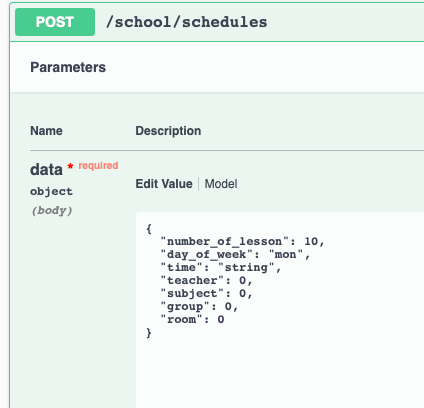 POST /school/schedules
Parameters
Name Description
data * required
object
(body)
Edit Value | Model
{
  "number_of_lesson": 10,
  "day_of_week": "mon",
  "time": "string",
  "teacher": 0,
  "subject": 0,
  "group": 0,
  "room": 0
}